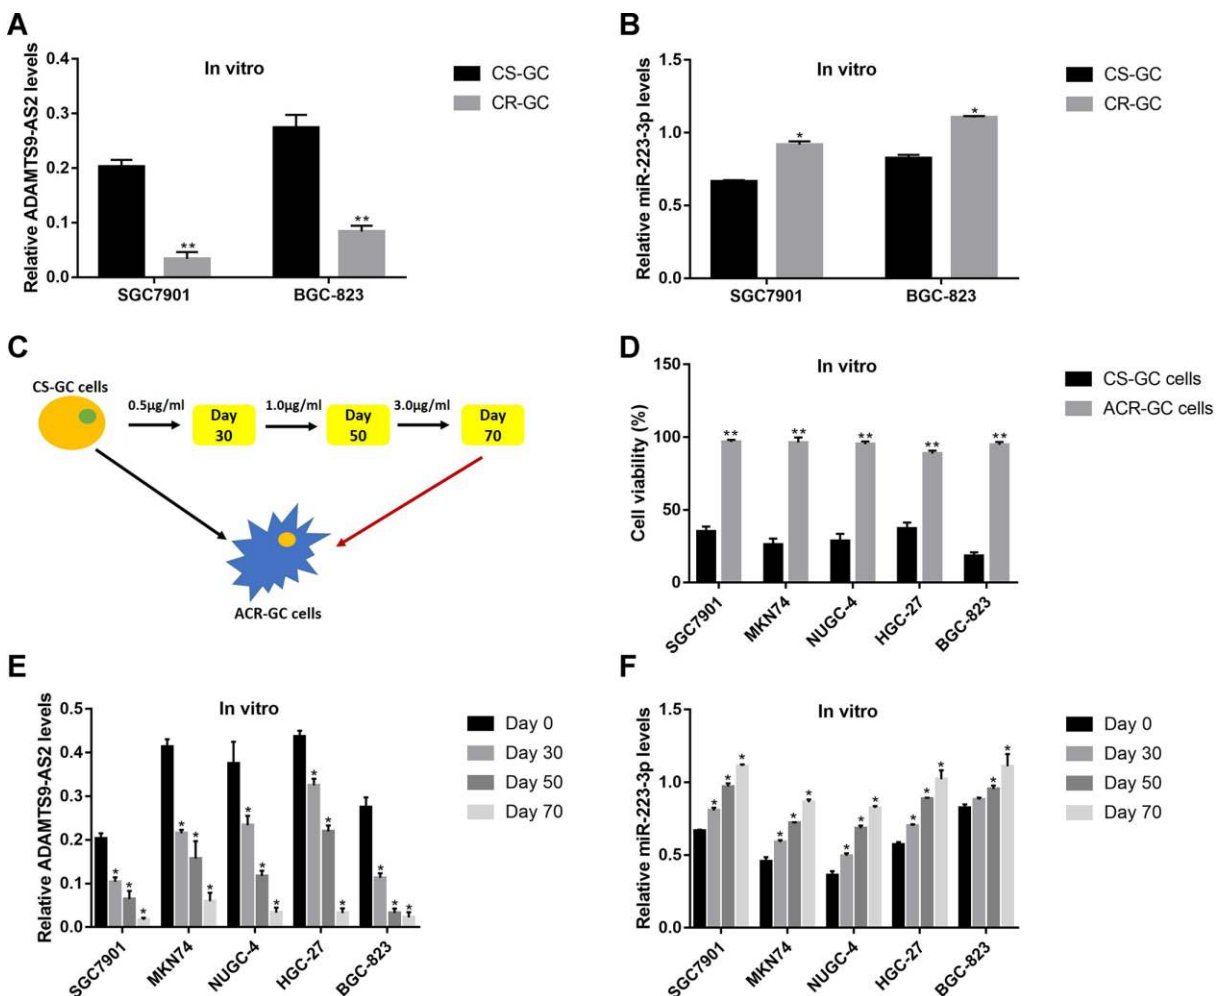 A
Relative ADAMTS9-AS2 levels
0.4
0.3
0.2
0.1
0.0
In vitro
CS-GC
CR-GC
**
**
SGC7901
BGC-823
B
Relative miR-223-3p levels
1.5
1.0
0.5
0.0
In vitro
CS-GC
CR-GC
*
*
SGC7901
BGC-823
C
CS-GC cells
0.5µg/ml
Day
30
1.0µg/ml
Day
50
3.0µg/ml
Day
70
ACR-GC cells
D
Cell viability (%)
150
100
50
0
In vitro
CS-GC cells
ACR-GC cells
**
**
**
**
**
SGC7901
MKN74
NUGC-4
HGC-27
BGC-823
E
Relative ADAMTS9-AS2 levels
0.5
0.4
0.3
0.2
0.1
0.0
In vitro
Day 0
Day 30
Day 50
Day 70
* * *
* * *
* * *
* * *
* * *
SGC7901
MKN74
NUGC-4
HGC-27
BGC-823
F
Relative miR-223-3p levels
1.5
1.0
0.5
0.0
In vitro
Day 0
Day 30
Day 50
Day 70
* * *
* * *
* * *
* * *
* *
SGC7901
MKN74
NUGC-4
HGC-27
BGC-823